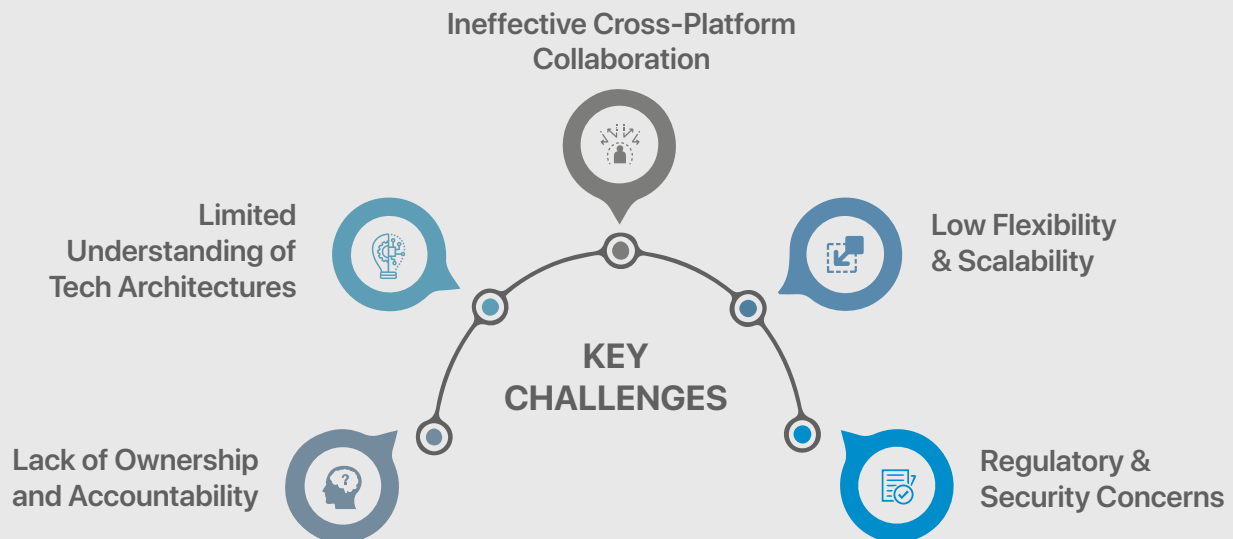 Ineffective Cross-Platform
Collaboration
Limited
Understanding of
Tech Architectures
Low Flexibility
& Scalability
KEY
CHALLENGES
Lack of Ownership
and Accountability
?
Regulatory &
Security Concerns